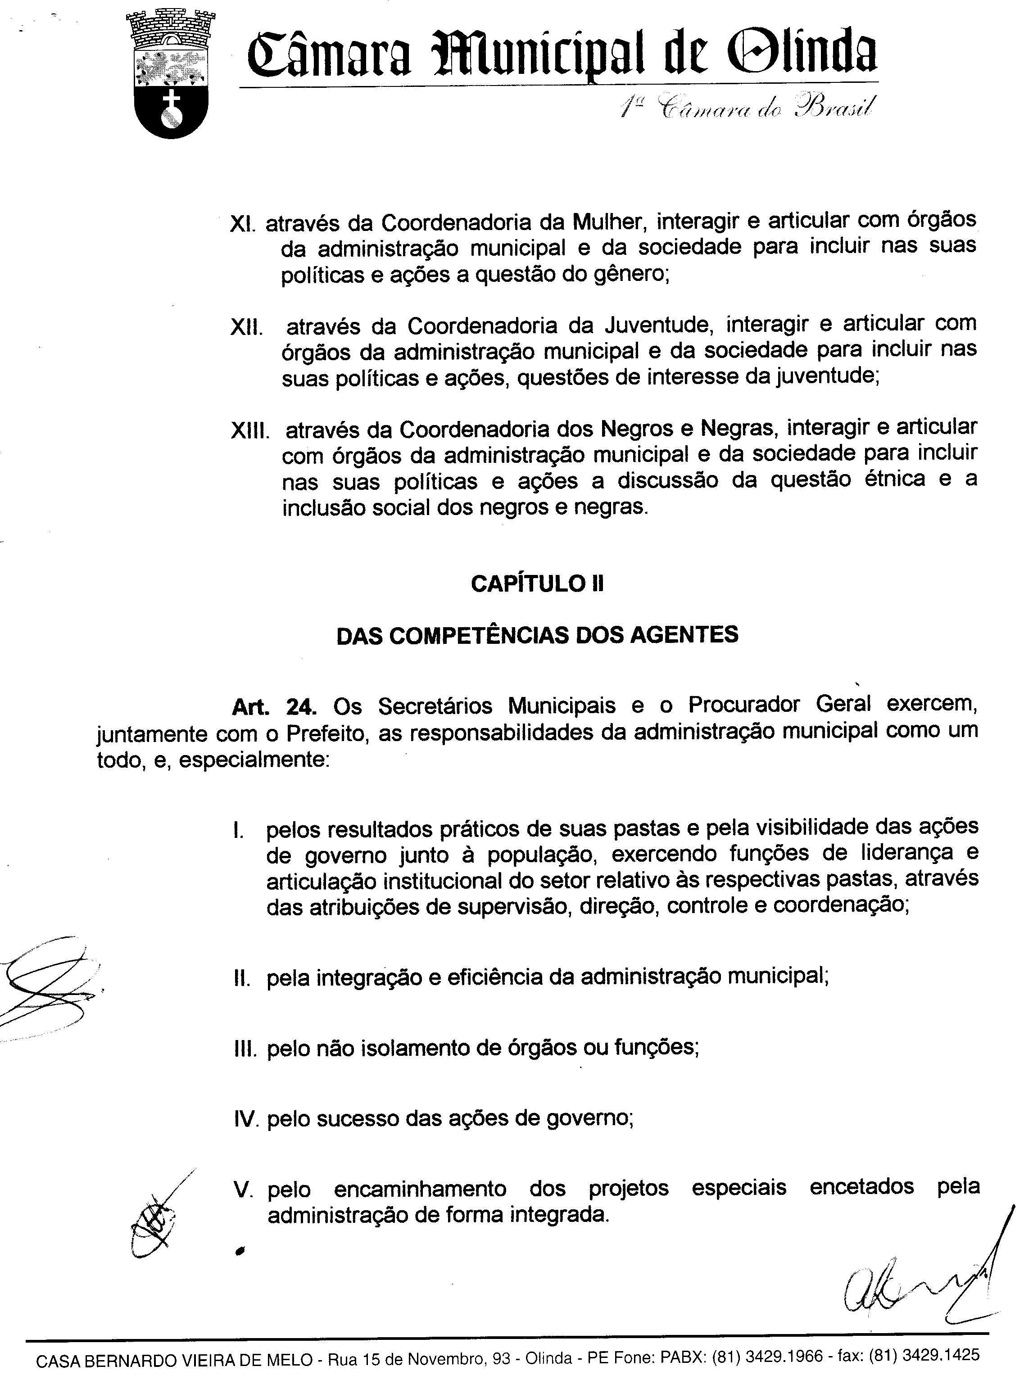 Câmara Municipal de Olinda
1ª Câmara do Brasil
XI. através da Coordenadoria da Mulher, interagir e articular com órgãos
da administração municipal e da sociedade para incluir nas suas
políticas e ações a questão do gênero;
XII. através da Coordenadoria da Juventude, interagir e articular com
órgãos da administração municipal e da sociedade para incluir nas
suas políticas e ações, questões de interesse da juventude;
XIII. através da Coordenadoria dos Negros e Negras, interagir e articular
com órgãos da administração municipal e da sociedade para incluir
nas suas políticas e ações a discussão da questão étnica e a
inclusão social dos negros e negras.
CAPÍTULO II
DAS COMPETÊNCIAS DOS AGENTES
Art. 24. Os Secretários Municipais e o Procurador Geral exercem,
juntamente com o Prefeito, as responsabilidades da administração municipal como um
todo, e, especialmente:
I. pelos resultados práticos de suas pastas e pela visibilidade das ações
de governo junto à população, exercendo funções de liderança e
articulação institucional do setor relativo às respectivas pastas, através
das atribuições de supervisão, direção, controle e coordenação;
II. pela integração e eficiência da administração municipal;
III. pelo não isolamento de órgãos ou funções;
IV. pelo sucesso das ações de governo;
V. pelo encaminhamento dos projetos especiais encetados pela
administração de forma integrada.
CASA BERNARDO VIEIRA DE MELO - Rua 15 de Novembro, 93 - Olinda - PE Fone: PABX: (81) 3429.1966 - fax: (81) 3429.1425